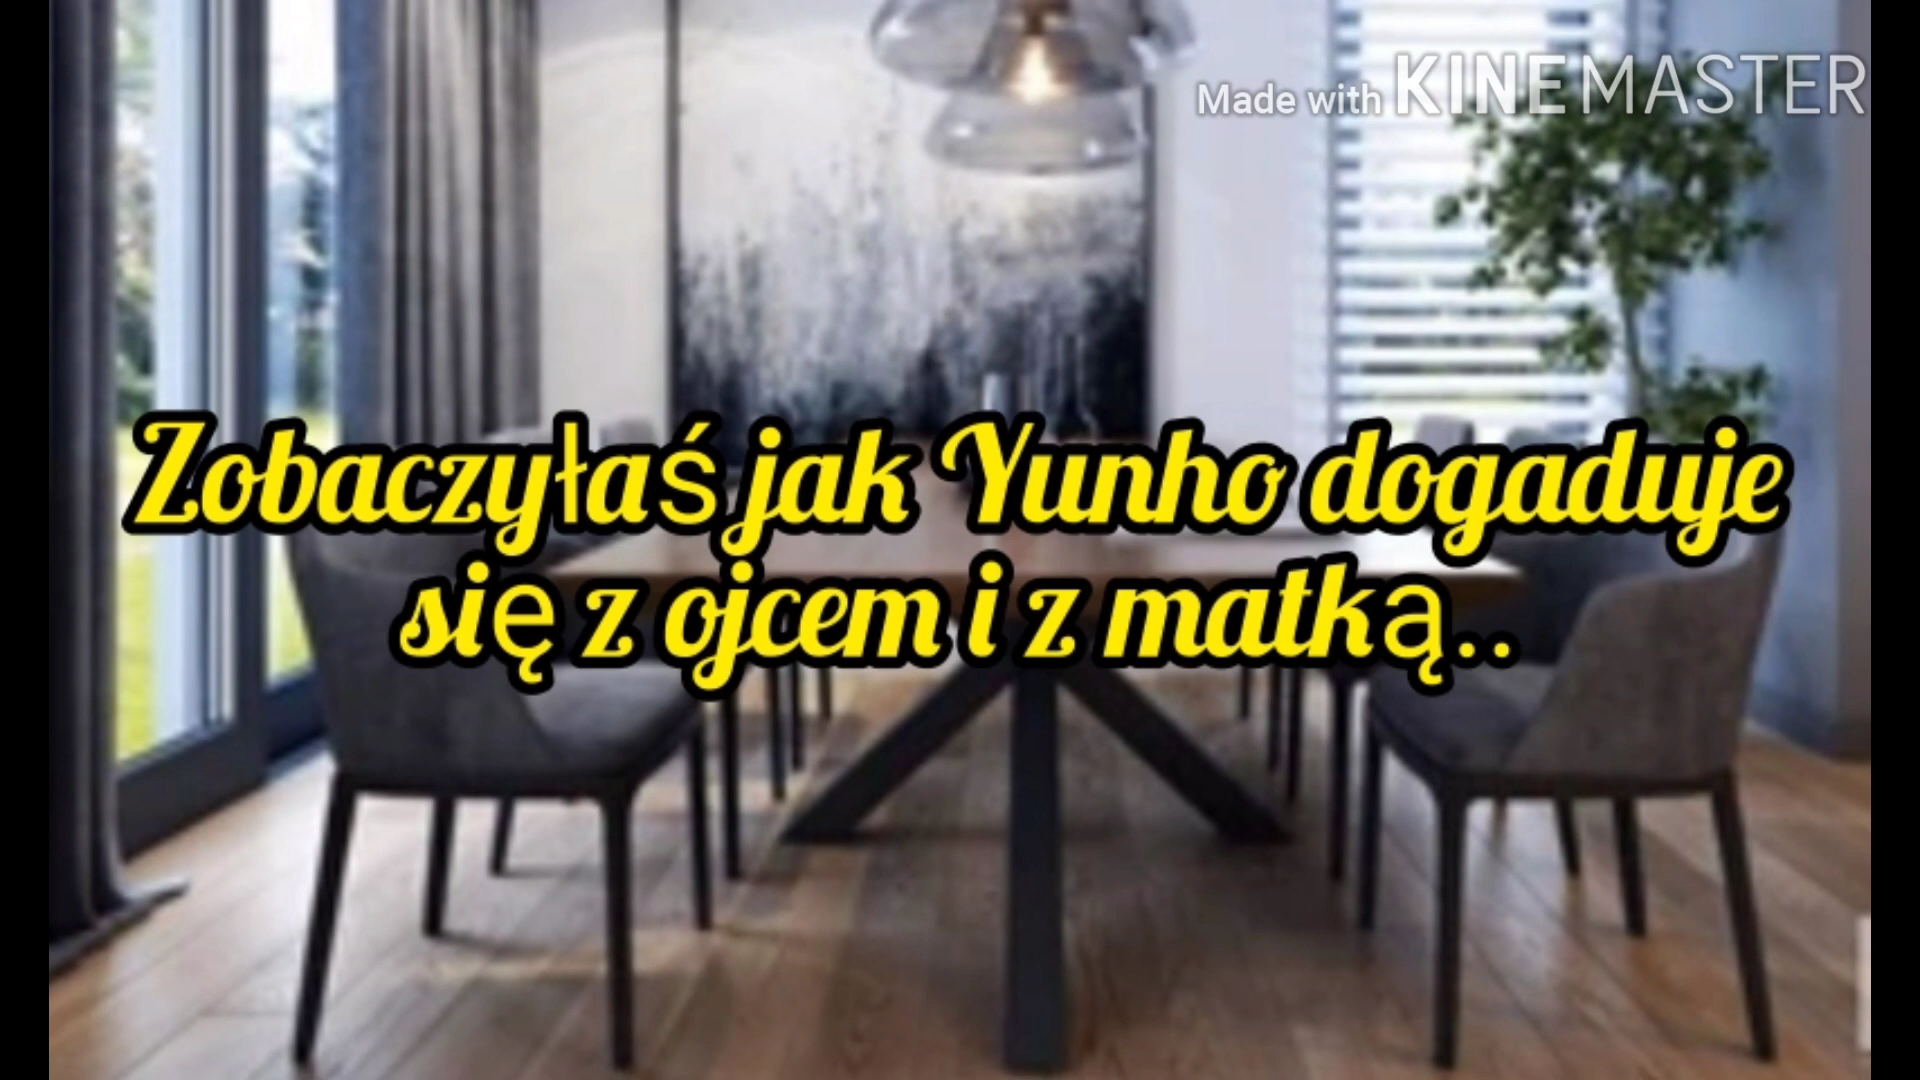 Made with KINEMASTER
Zobaczyłaś jak Yunho dogaduje
się z ojcem i z matką..